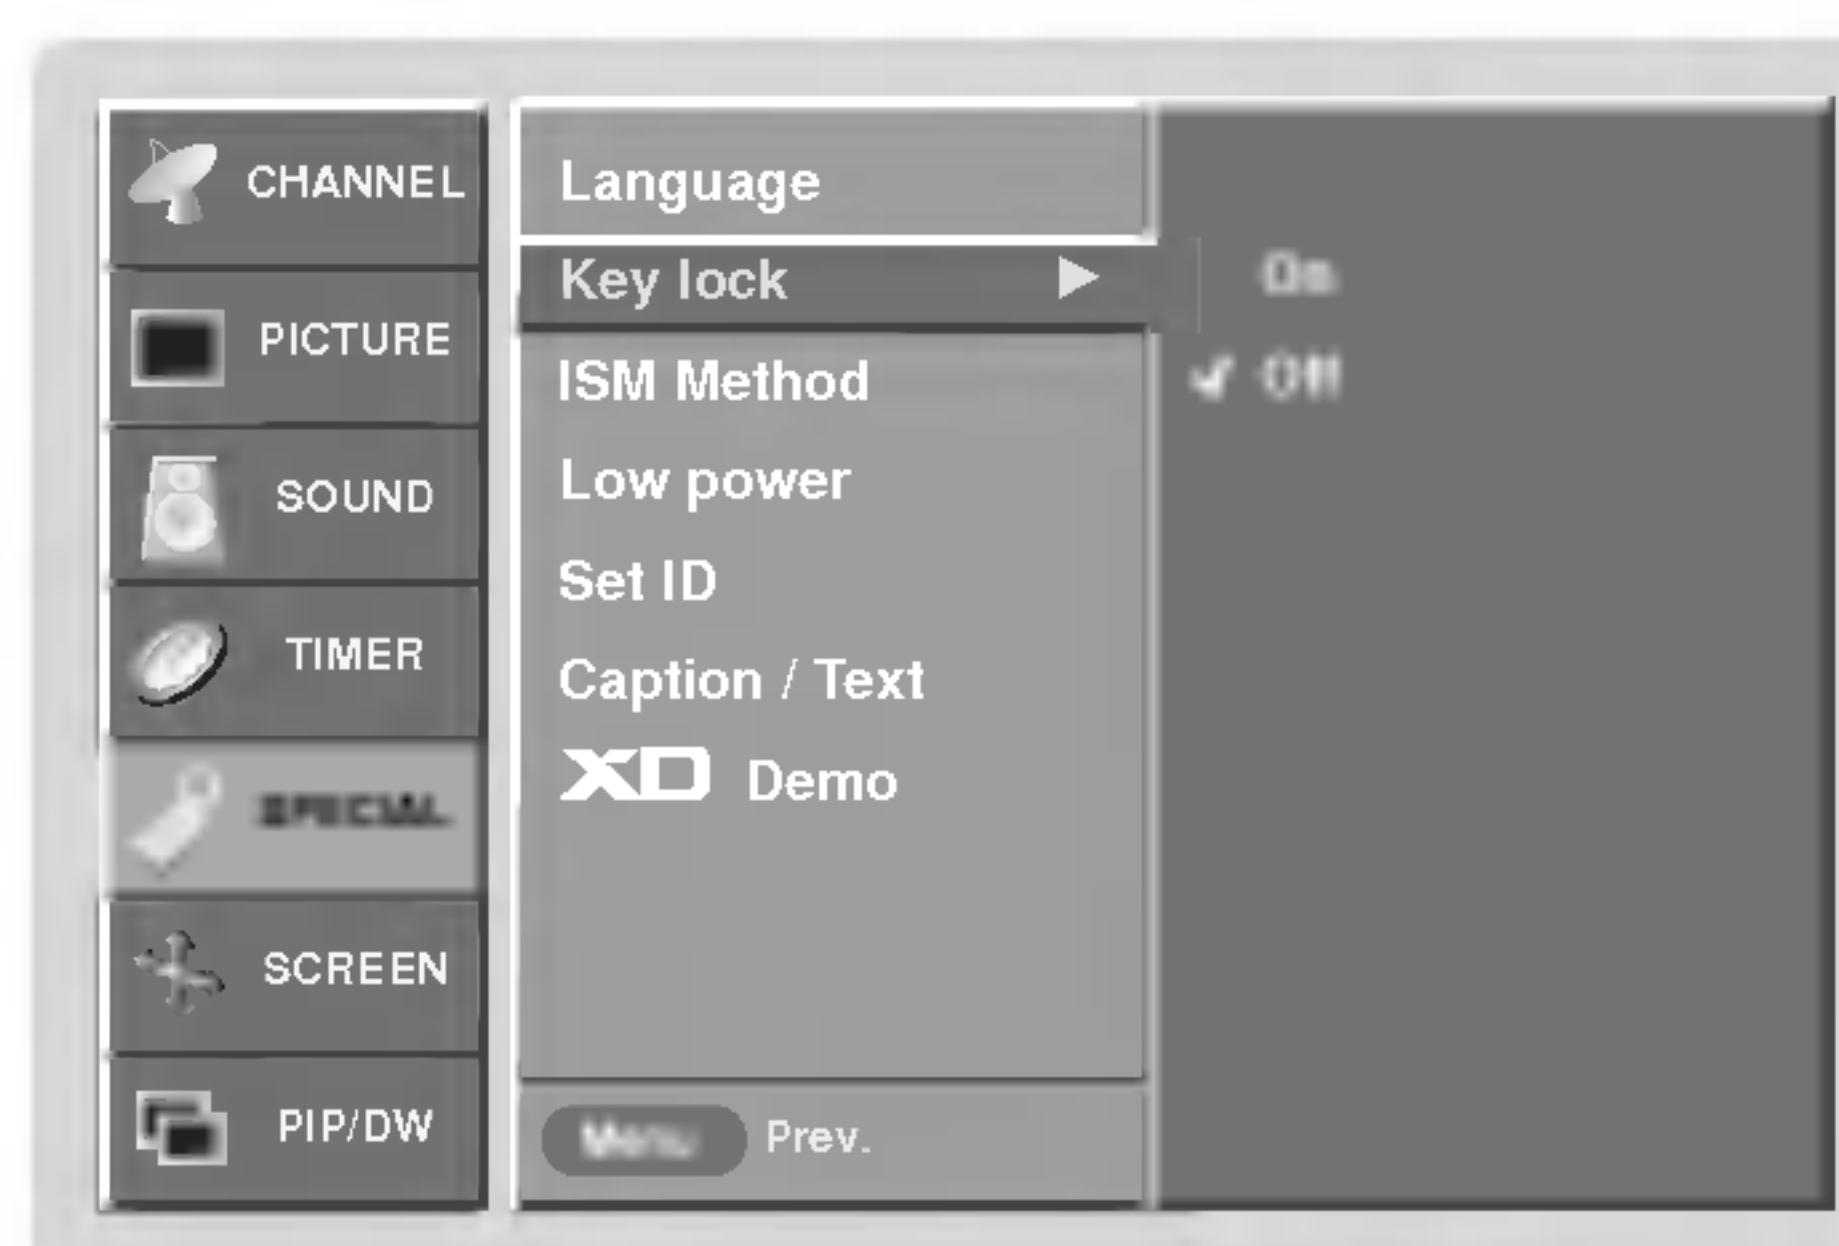 CHANNEL
PICTURE
SOUND
TIMER
SPECIAL
SCREEN
PIP/DW
Language
Key lock
ISM Method
Low power
Set ID
Caption / Text
XD Demo
Menu Prev.
On
Off